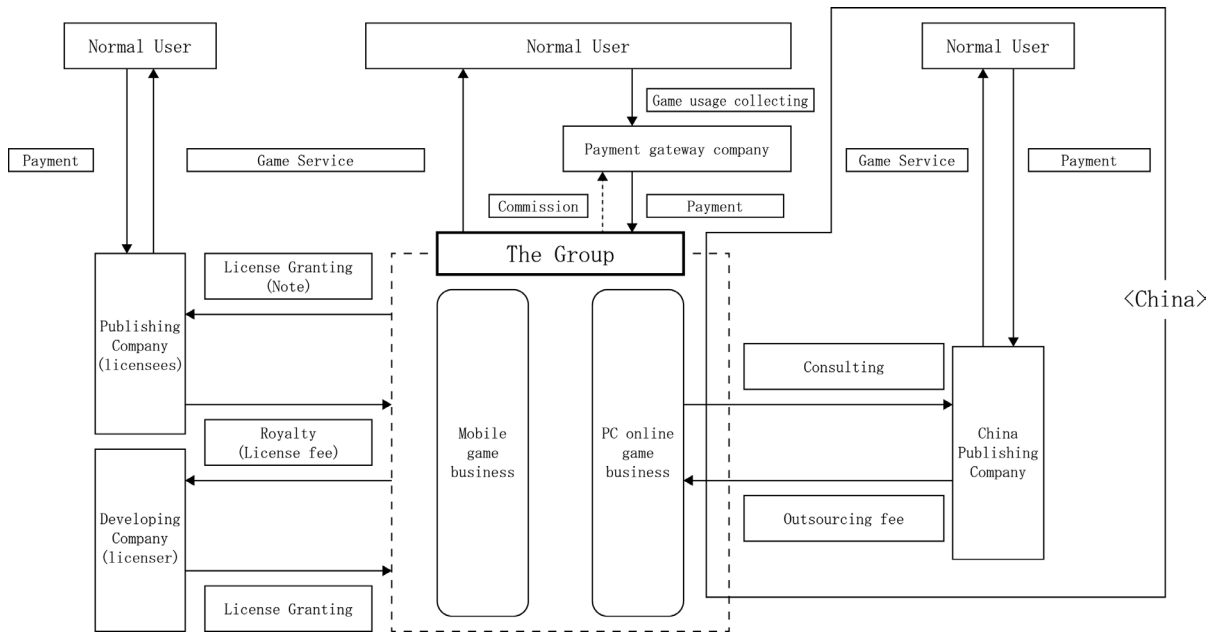 Normal User
Normal User
Normal User
Game usage collecting
Payment
Game Service
Payment gateway company
Game Service
Payment
Commission
Payment
The Group
License Granting
(Note)
<China>
Publishing
Company
(licensees)
Consulting
Royalty
(License fee)
Mobile
game
business
PC online
game
business
China
Publishing
Company
Developing
Company
(licenser)
Outsourcing fee
License Granting